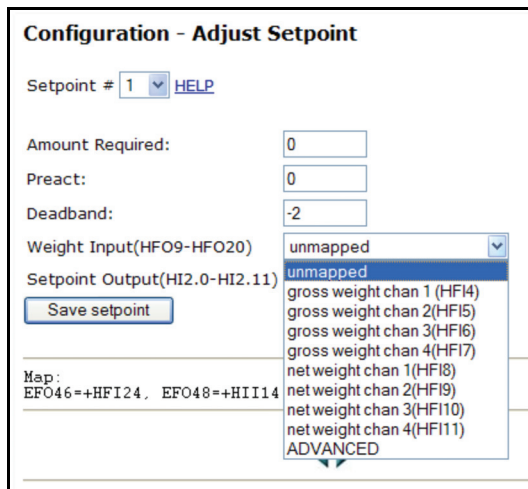 Configuration - Adjust Setpoint
Setpoint # 1 HELP
Amount Required: 0
Preact: 0
Deadband: -2
Weight Input(HFO9-HFO20) unmapped
unmapped
Setpoint Output(HI2.0-HI2.11)
gross weight chan 1 (HFI4)
gross weight chan 2(HFI5)
Save setpoint
gross weight chan 3(HFI6)
gross weight chan 4(HFI7)
net weight chan 1(HFI8)
net weight chan 2(HFI9)
net weight chan 3(HFI10)
net weight chan 4(HFI11)
ADVANCED
Map:
EFO46=+HFI24, EFO48=+HII14